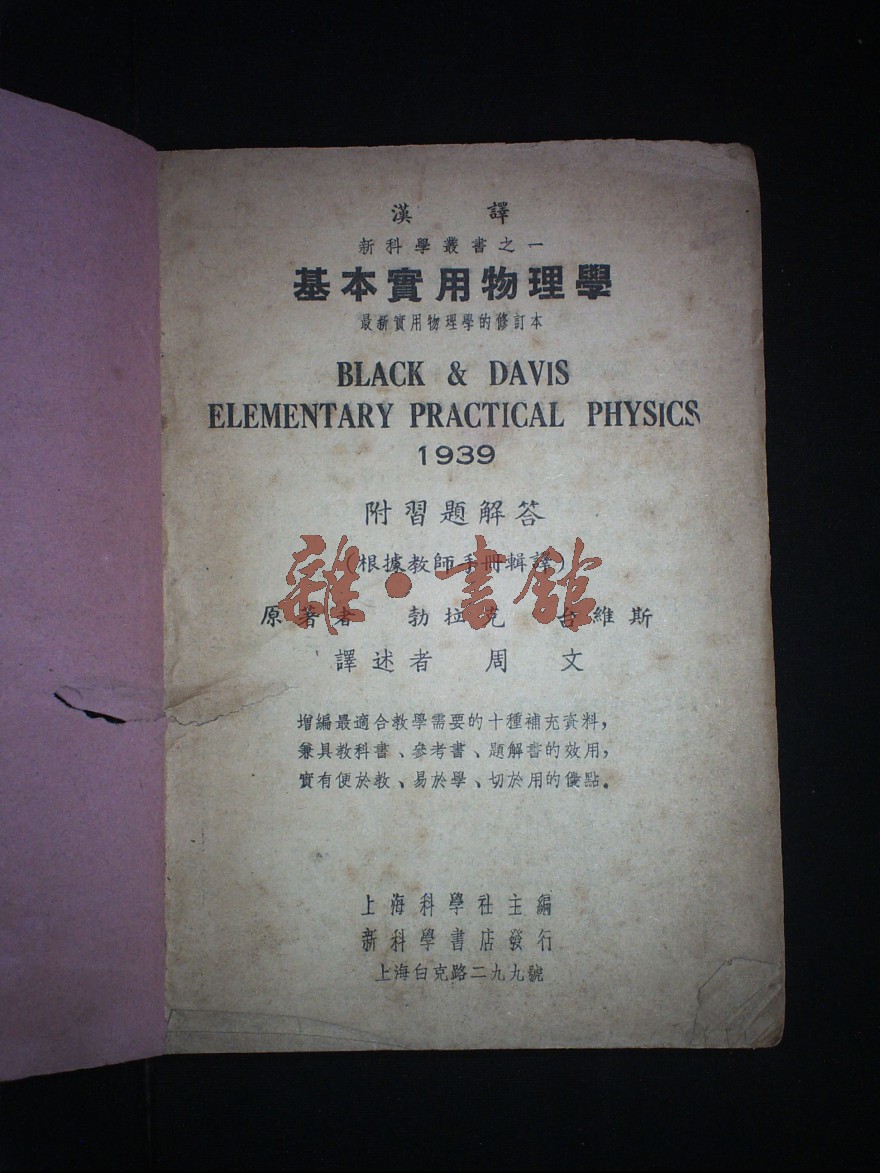 漢 譯
新科學叢書之一
基本實用物理學
最新實用物理學的修訂本
BLACK & DAVIS
ELEMENTARY PRACTICAL PHYSICS
1939
附習題解答
(根據教師手冊輯譯)
雜·書館
原著者 勃拉克 台維斯
譯述者 周 文
增編最適合教學需要的十種補充資料，
兼具教科書、參考書、題解書的效用，
實有便於教、易於學、切於用的優點。
上海科學社主編
新科學書店發行
上海白克路二九九號